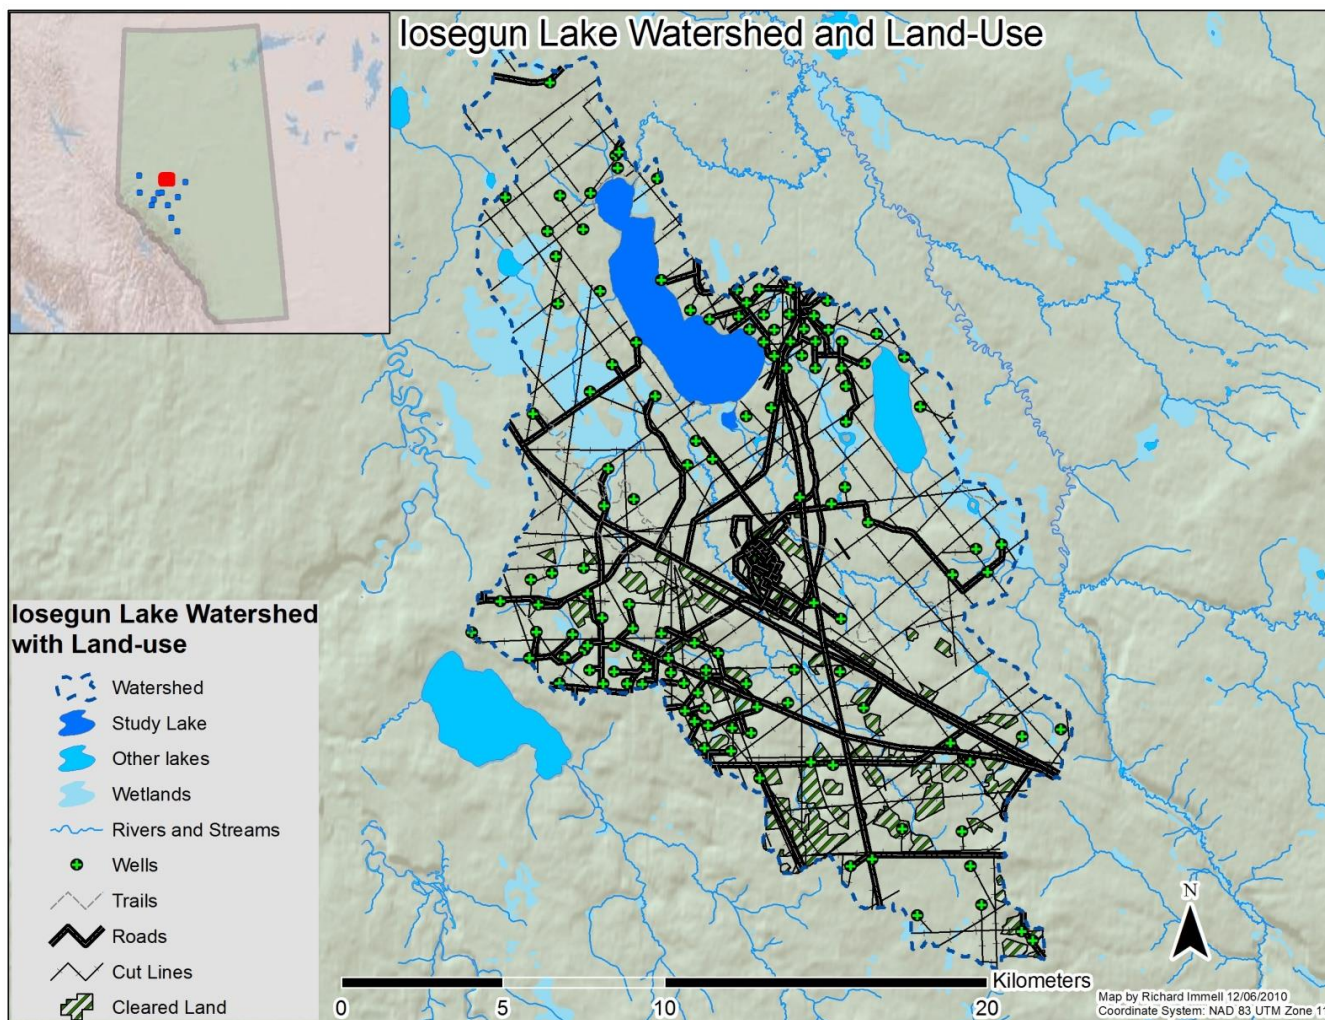 Iosegun Lake Watershed and Land-Use
Iosegun Lake Watershed
with Land-use
Watershed
Study Lake
Other lakes
Wetlands
Rivers and Streams
Wells
Trails
Roads
Cut Lines
Cleared Land
N
Kilometers
0 5 10 20
Map by Richard Immell 12/06/2010
Coordinate System: NAD 83 UTM Zone 11